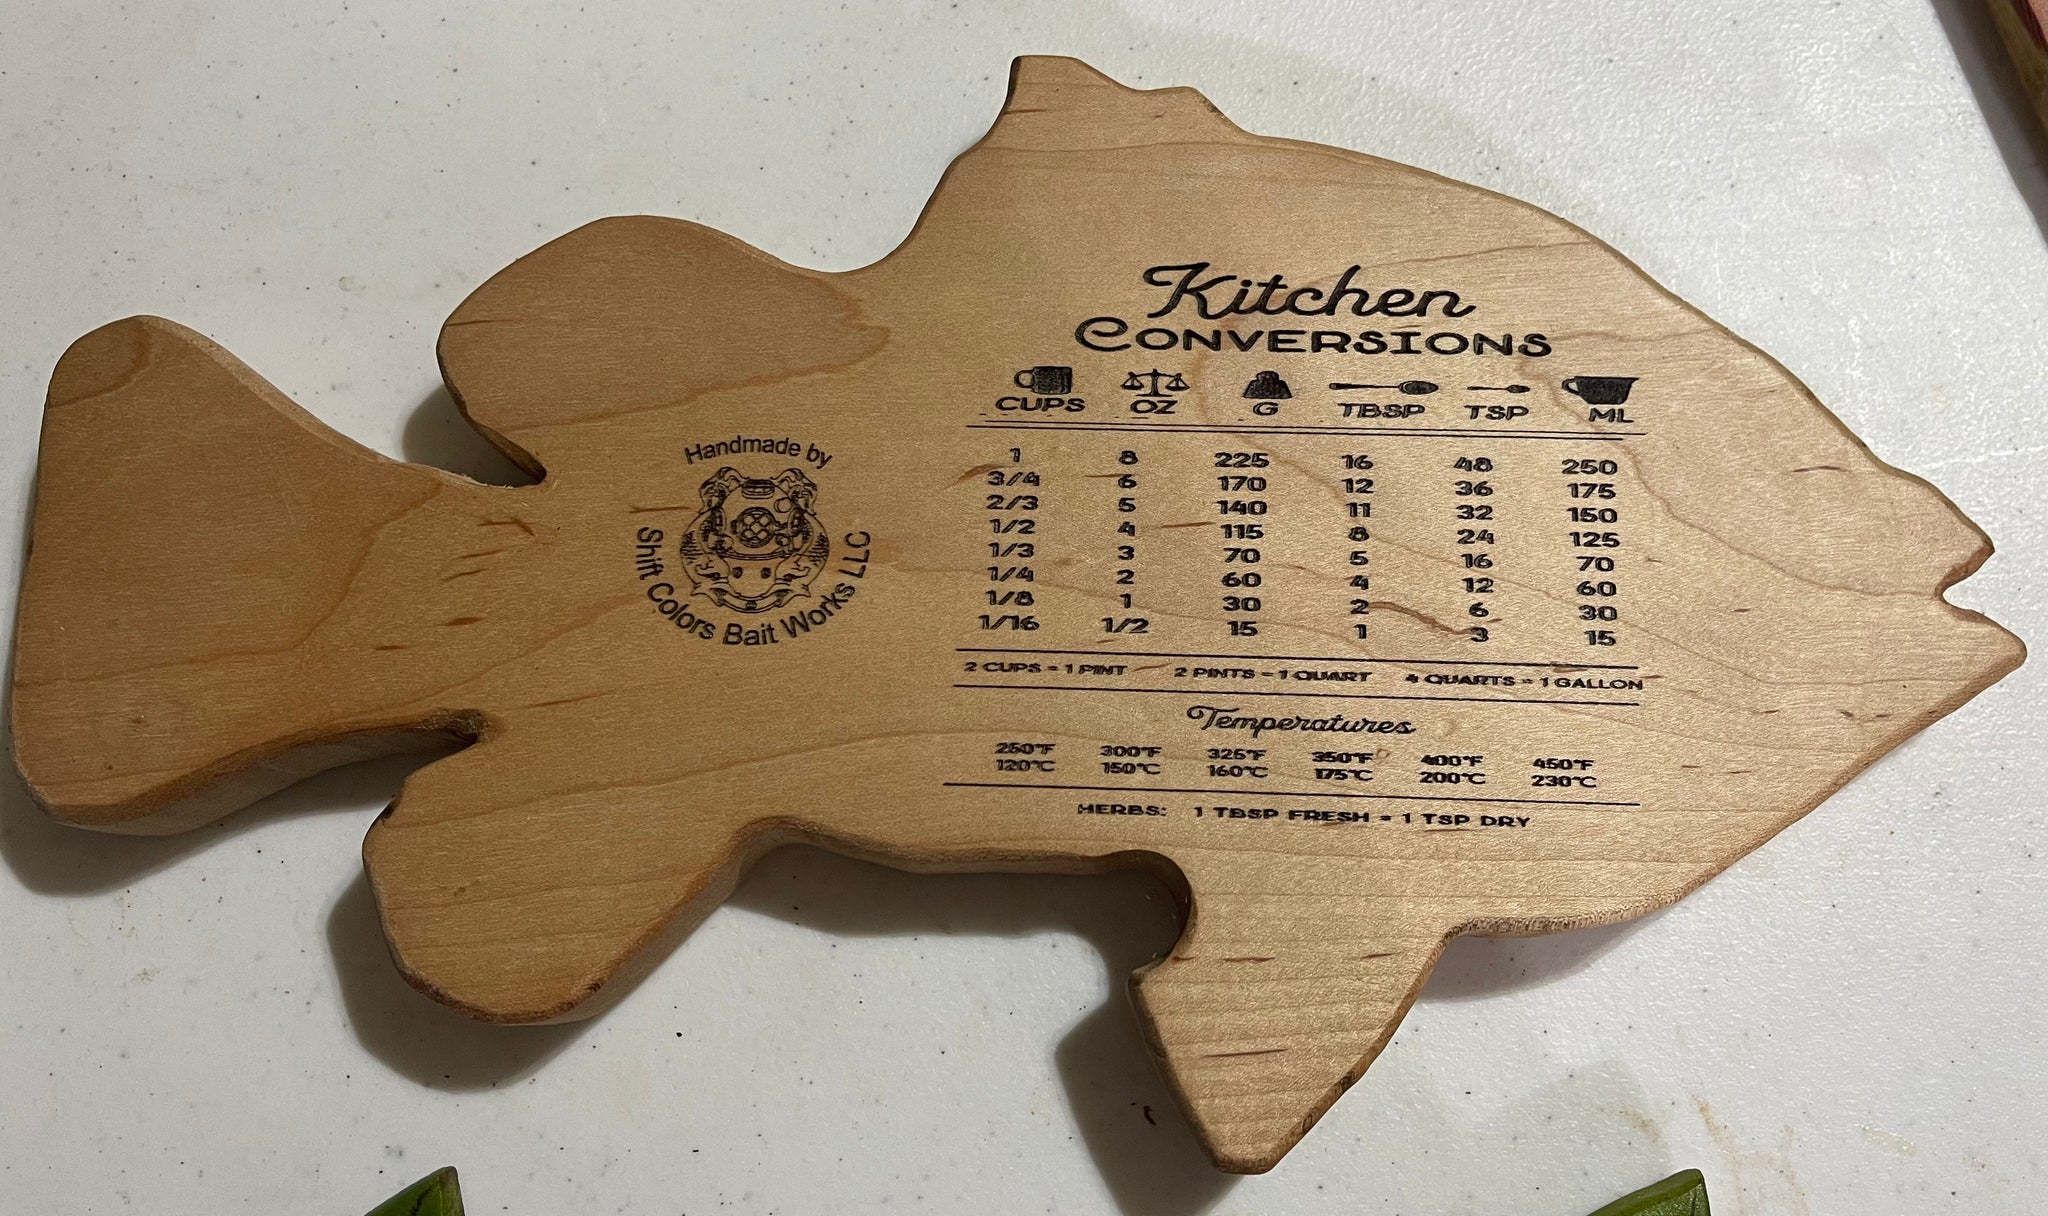 Kitchen
CONVERSIONS
CUPS OZ G TBSP TSP ML
1 8 225 16 48 250
3/4 6 170 12 36 175
2/3 5 140 11 32 150
1/2 4 115 8 24 125
1/3 3 70 5 16 70
1/4 2 60 4 12 60
1/8 1 30 2 6 30
1/16 1/2 15 1 3 15
2 CUPS = 1 PINT 2 PINTS = 1 QUART 4 QUARTS = 1 GALLON
Temperatures
250°F 300°F 325°F 350°F 400°F 450°F
120°C 150°C 160°C 175°C 200°C 230°C
HERBS: 1 TBSP FRESH = 1 TSP DRY
Handmade by
Shift Colors Bait Works LLC